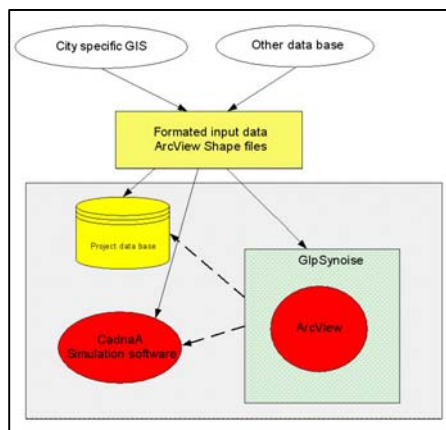 City specific GIS
Other data base
Formated input data
ArcView Shape files
Project data base
GlpSynoise
ArcView
CadnaA
Simulation software